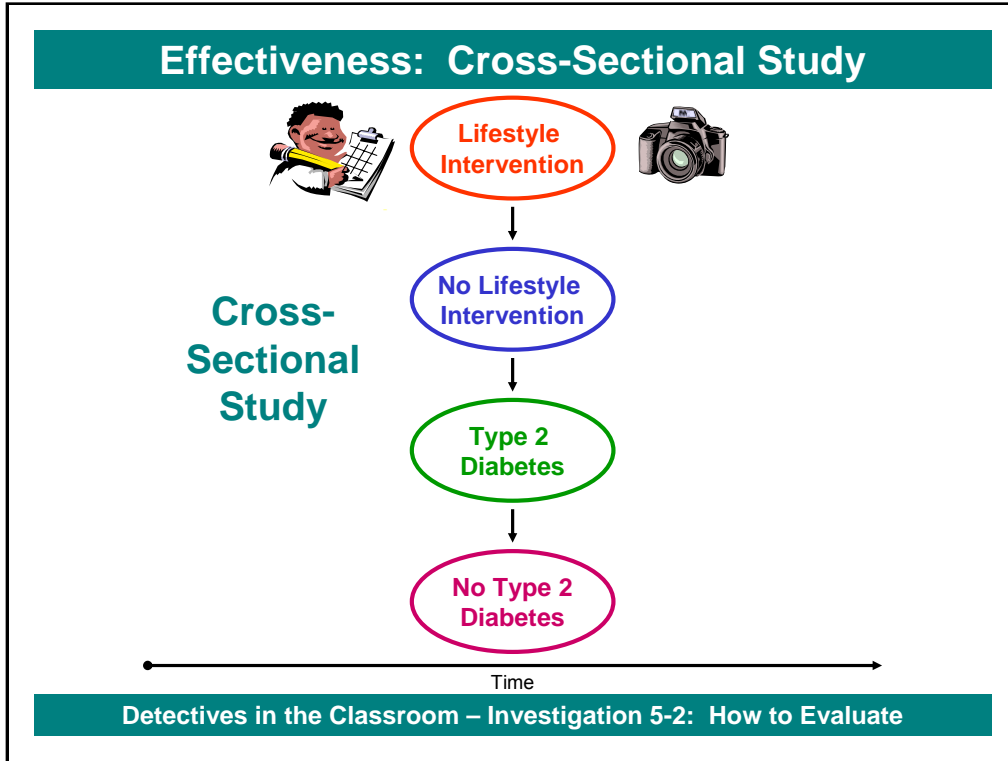 Effectiveness:  Cross-Sectional Study
Lifestyle
Intervention
No Lifestyle
Intervention
Cross-
Sectional
Study
Type 2
Diabetes
No Type 2
Diabetes
Time
Detectives in the Classroom – Investigation 5-2:  How to Evaluate